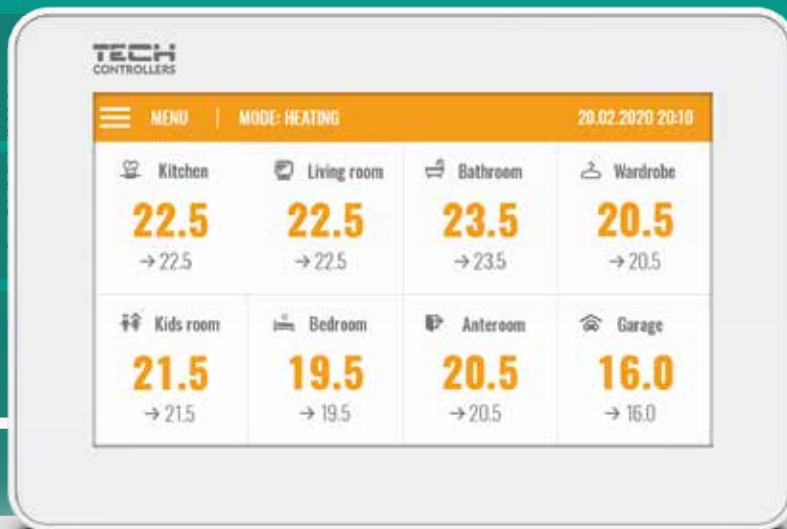 TECH
CONTROLLERS
MENU | MODE: HEATING 20.02.2020 20:10
Kitchen Living room Bathroom Wardrobe
22.5 22.5 23.5 20.5
→ 22.5 → 22.5 → 23.5 → 20.5
Kids room Bedroom Anteroom Garage
21.5 19.5 20.5 16.0
→ 21.5 → 19.5 → 20.5 → 16.0